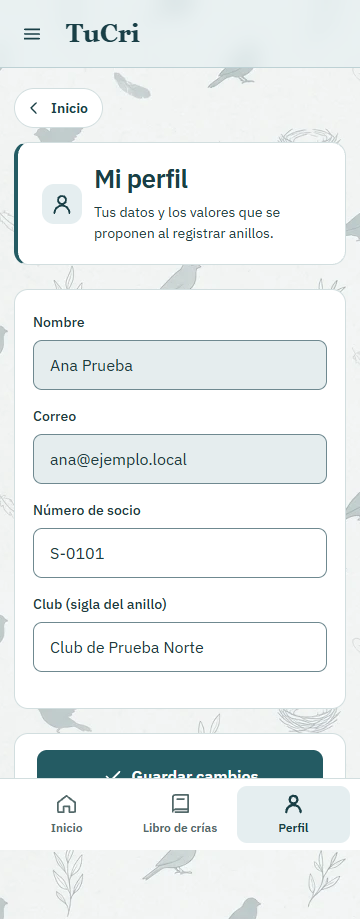 TuCri
Inicio
Mi perfil
Tus datos y los valores que se
proponen al registrar anillos.
Nombre
Ana Prueba
Correo
ana@ejemplo.local
Número de socio
S-0101
Club (sigla del anillo)
Club de Prueba Norte
Guardar cambios
Inicio
Libro de crías
Perfil